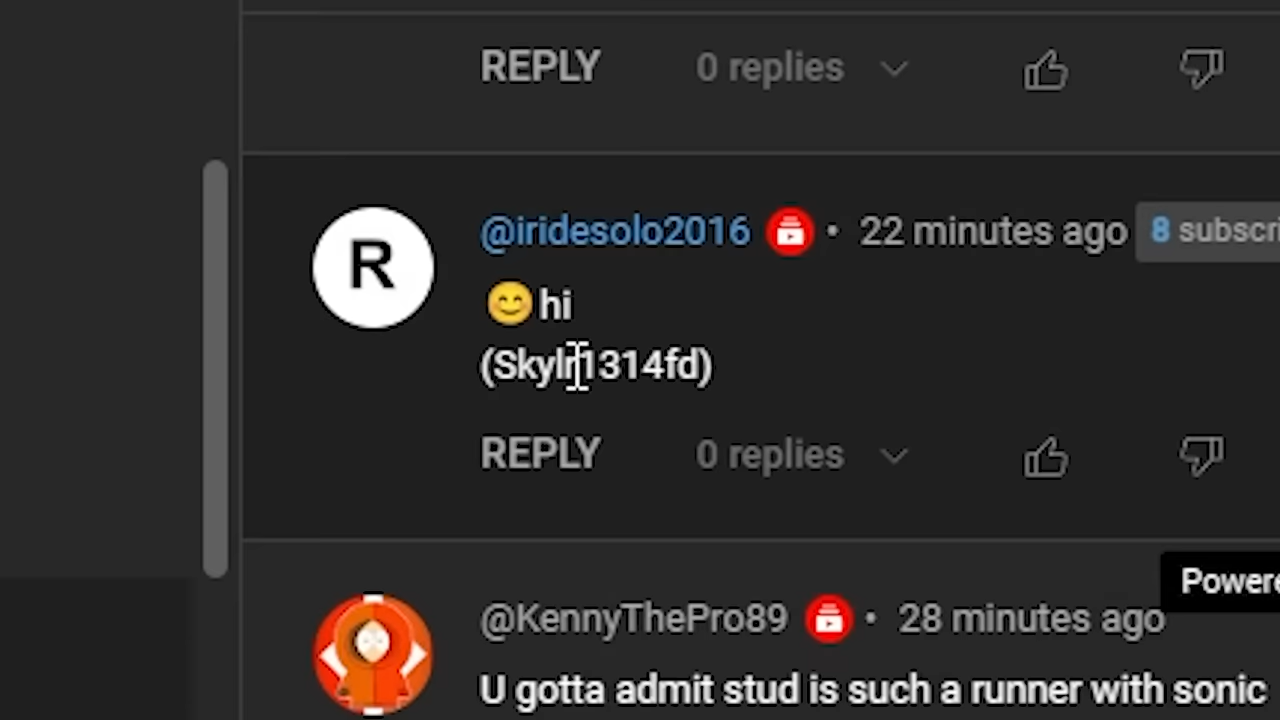 REPLY 0 replies
R
@iridesolo2016 • 22 minutes ago 8 subscri
😊hi
(Skylr1314fd)
REPLY 0 replies
Powere
@KennyThePro89 • 28 minutes ago
U gotta admit stud is such a runner with sonic